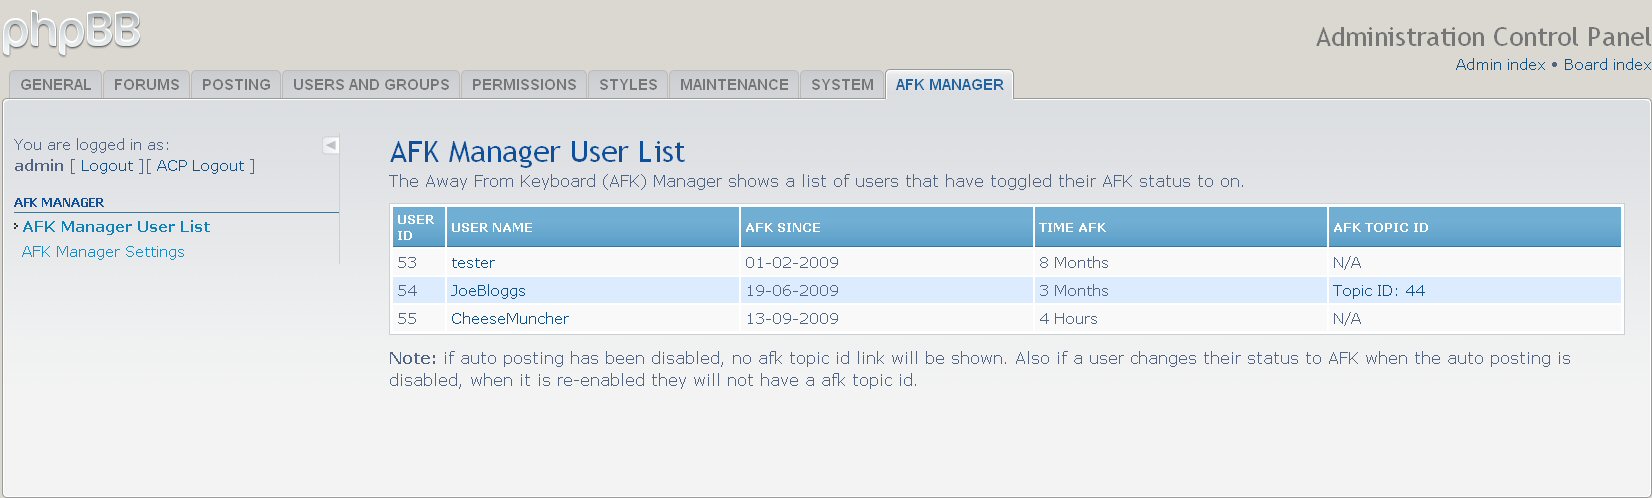 phpBB
Administration Control Panel
Admin index • Board index
GENERAL FORUMS POSTING USERS AND GROUPS PERMISSIONS STYLES MAINTENANCE SYSTEM AFK MANAGER
You are logged in as:
admin [ Logout ][ ACP Logout ]
AFK MANAGER
AFK Manager User List
AFK Manager Settings
AFK Manager User List
The Away From Keyboard (AFK) Manager shows a list of users that have toggled their AFK status to on.
USER ID USER NAME AFK SINCE TIME AFK AFK TOPIC ID
53 tester 01-02-2009 8 Months N/A
54 JoeBloggs 19-06-2009 3 Months Topic ID: 44
55 CheeseMuncher 13-09-2009 4 Hours N/A
Note: if auto posting has been disabled, no afk topic id link will be shown. Also if a user changes their status to AFK when the auto posting is
disabled, when it is re-enabled they will not have a afk topic id.